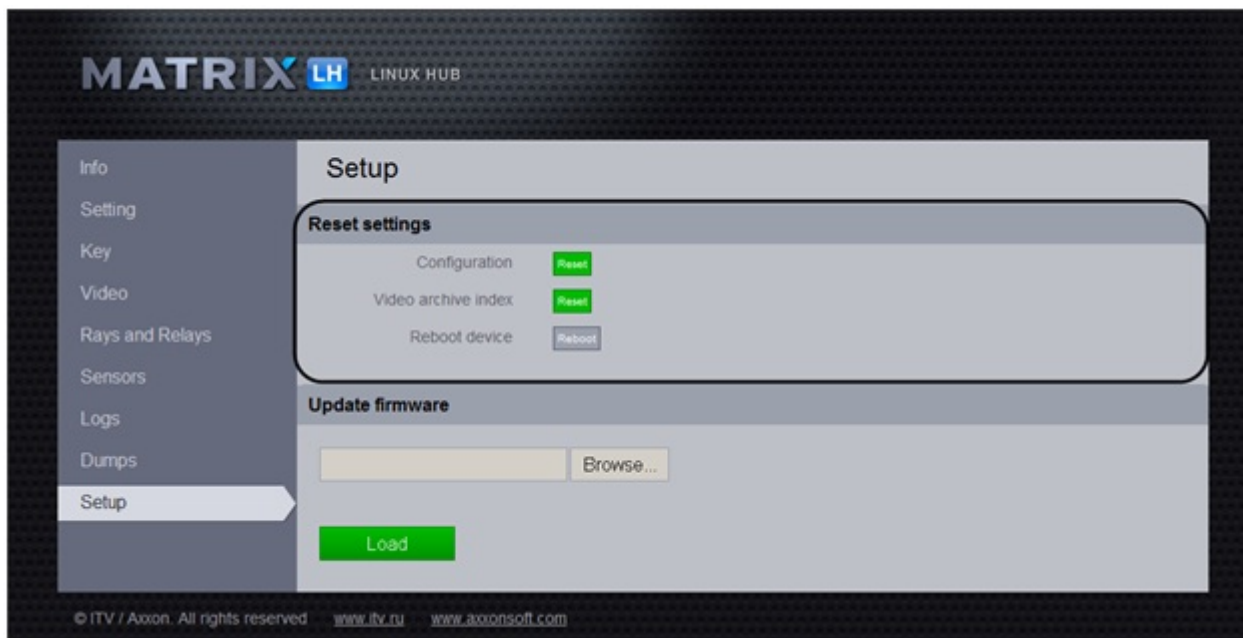 MATRIX LH LINUX HUB
Info
Setting
Key
Video
Rays and Relays
Sensors
Logs
Dumps
Setup
Setup
Reset settings
Configuration Reset
Video archive index Reset
Reboot device Reboot
Update firmware
Browse...
Load
© ITV / Axxon. All rights reserved www.itv.ru www.axxonsoft.com